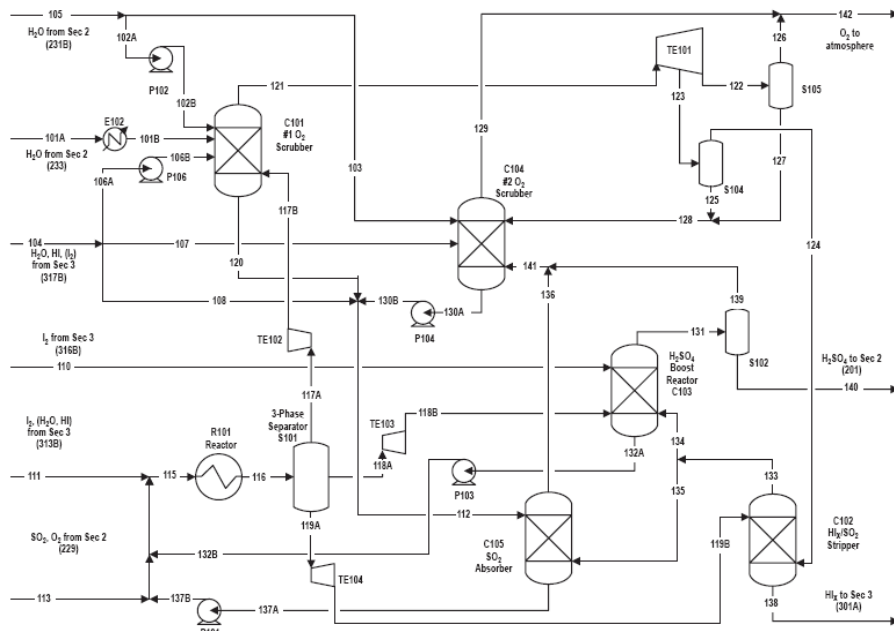 105
H₂O from Sec 2
(231B)
102A
P102
102B
121
C101
#1 O₂
Scrubber
TE101
122
123
126
S105
142
O₂ to
atmosphere
E102
101A
101B
H₂O from Sec 2
(233)
106B
106A
P106
117B
103
129
C104
#2 O₂
Scrubber
S104
125
127
128
124
104
107
H₂O, HI, (I₂)
from Sec 3
(317B)
120
141
108
130B
130A
P104
136
139
I₂ from Sec 3
(316B)
TE102
131
S102
H₂SO₄
Boost
Reactor
C103
H₂SO₄ to Sec 2
(201)
140
110
117A
I₂, (H₂O, HI)
from Sec 3
(313B)
R101
Reactor
3-Phase
Separator
S101
TE103
118B
118A
134
132A
111
115
116
P103
135
133
119A
112
SO₂, O₂ from Sec 2
(229)
132B
C105
SO₂
Absorber
119B
C102
HIₓ/SO₂
Stripper
TE104
113
137B
137A
138
HIₓ to Sec 3
(301A)